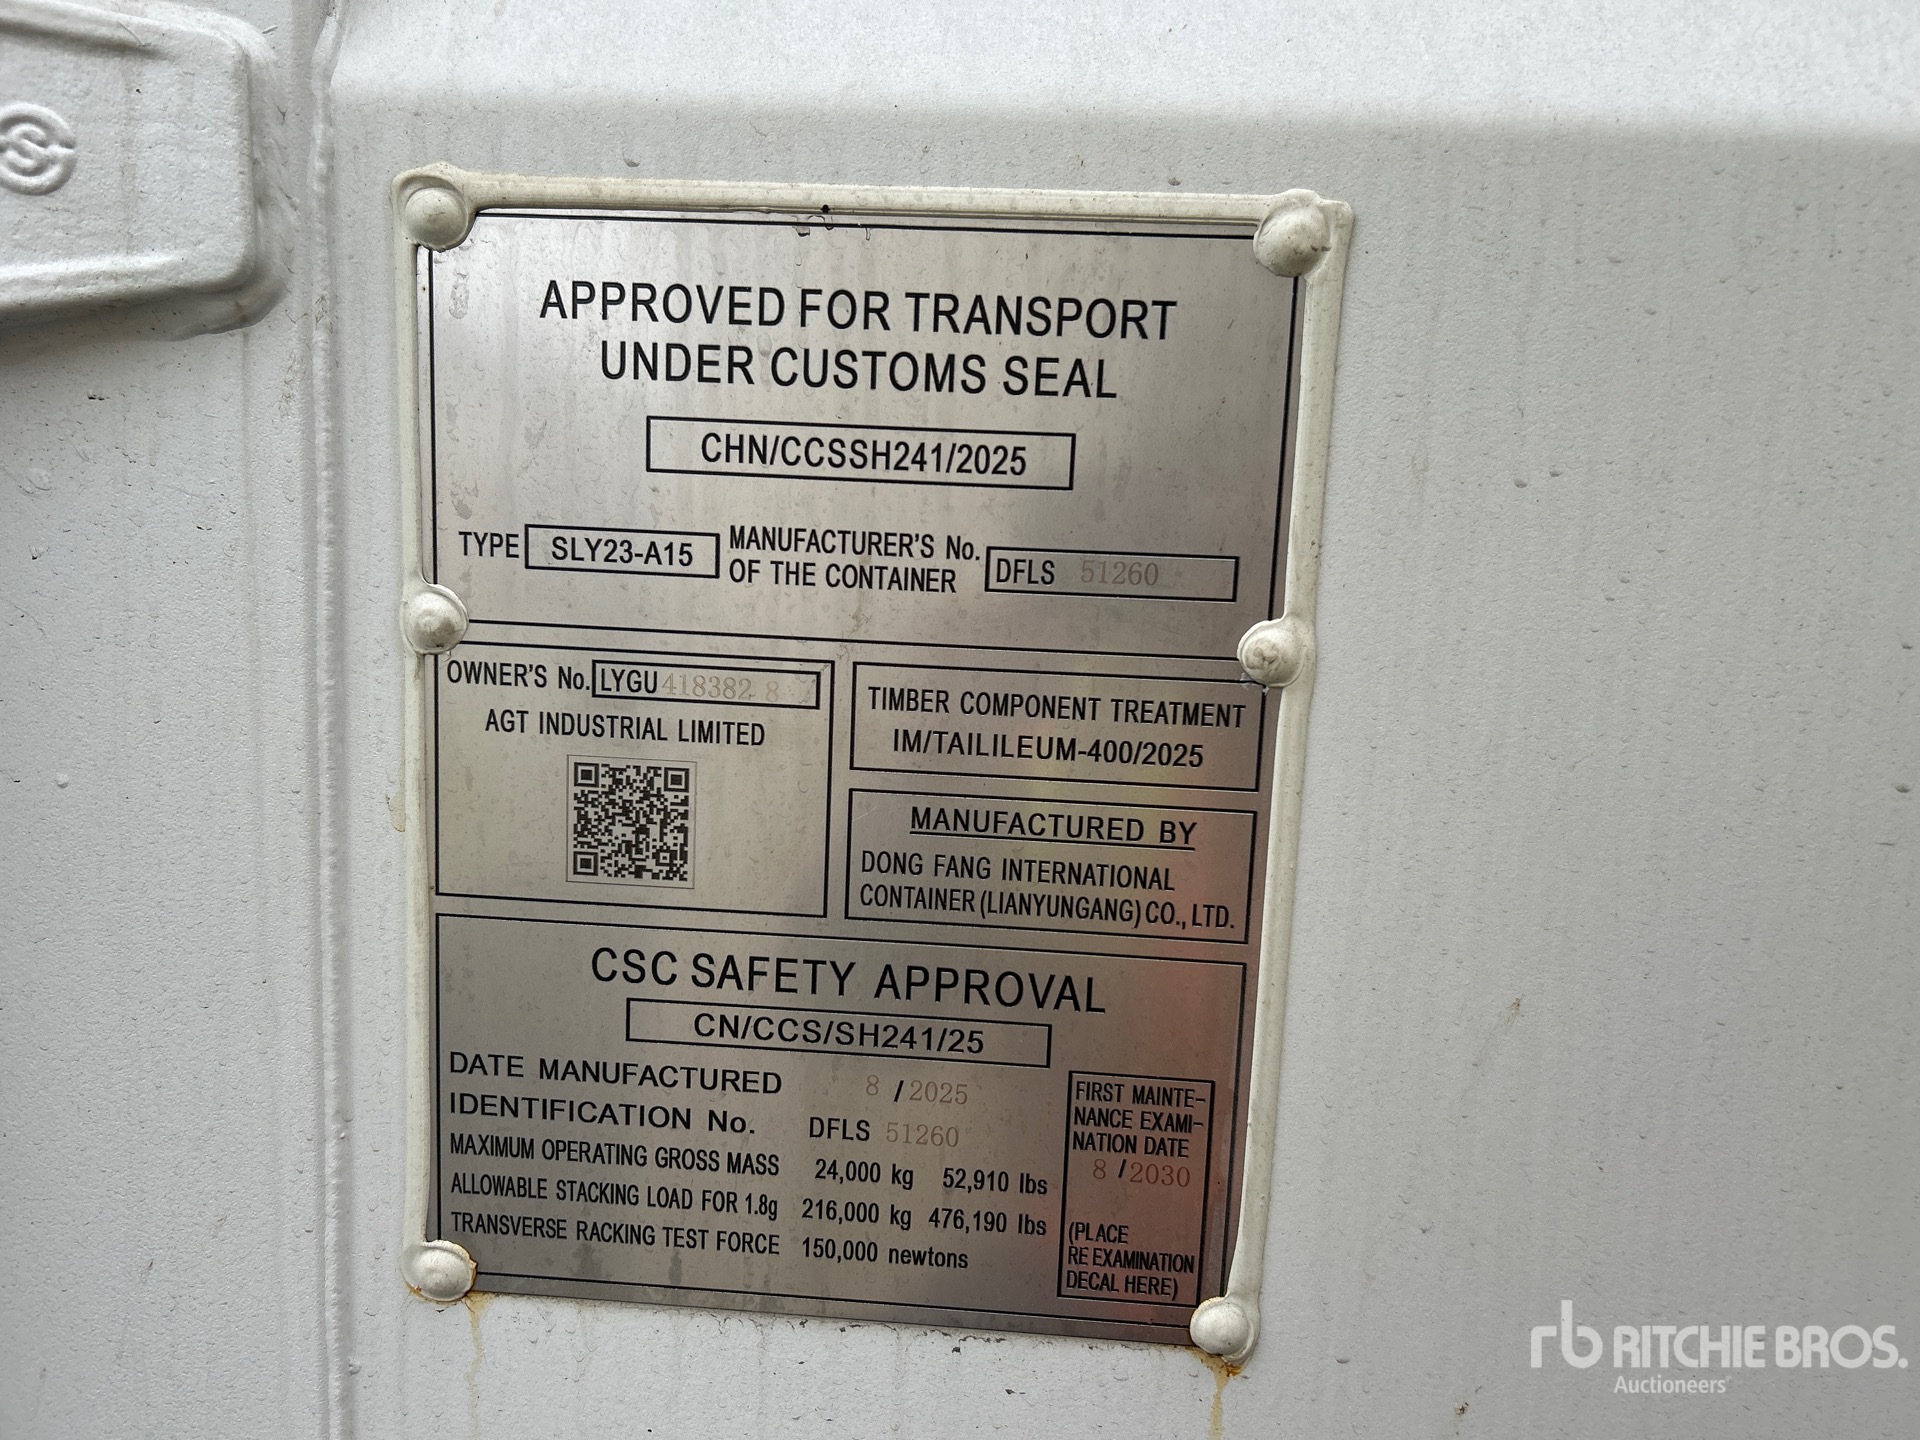 APPROVED FOR TRANSPORT
UNDER CUSTOMS SEAL
CHN/CCSSH241/2025
TYPE SLY23-A15 MANUFACTURER'S No.
OF THE CONTAINER DFLS 51260
OWNER'S No. LYGU 418382 8
AGT INDUSTRIAL LIMITED
TIMBER COMPONENT TREATMENT
IM/TAILILEUM-400/2025
MANUFACTURED BY
DONG FANG INTERNATIONAL
CONTAINER (LIANYUNGANG) CO., LTD.
CSC SAFETY APPROVAL
CN/CCS/SH241/25
DATE MANUFACTURED 8 / 2025
IDENTIFICATION No. DFLS 51260
MAXIMUM OPERATING GROSS MASS 24,000 kg 52,910 lbs
ALLOWABLE STACKING LOAD FOR 1.8g 216,000 kg 476,190 lbs
TRANSVERSE RACKING TEST FORCE 150,000 newtons
FIRST MAINTE-
NANCE EXAMI-
NATION DATE
8 / 2030
(PLACE
RE EXAMINATION
DECAL HERE)
rb RITCHIE BROS.
Auctioneers